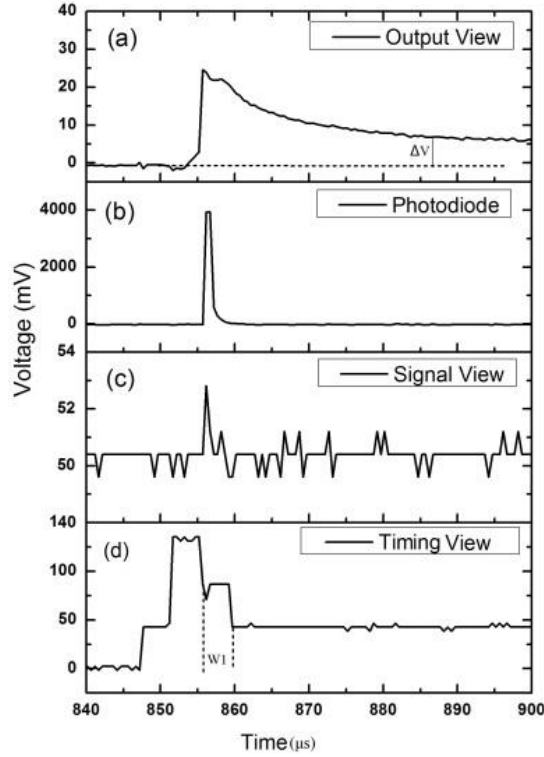 40
(a)
Output View
30
20
10
ΔV
0
(b)
Photodiode
4000
2000
0
54
(c)
Signal View
52
50
140
(d)
Timing View
100
50
W1
0
840 850 860 870 880 890 900
Time(μs)
Voltage (mV)